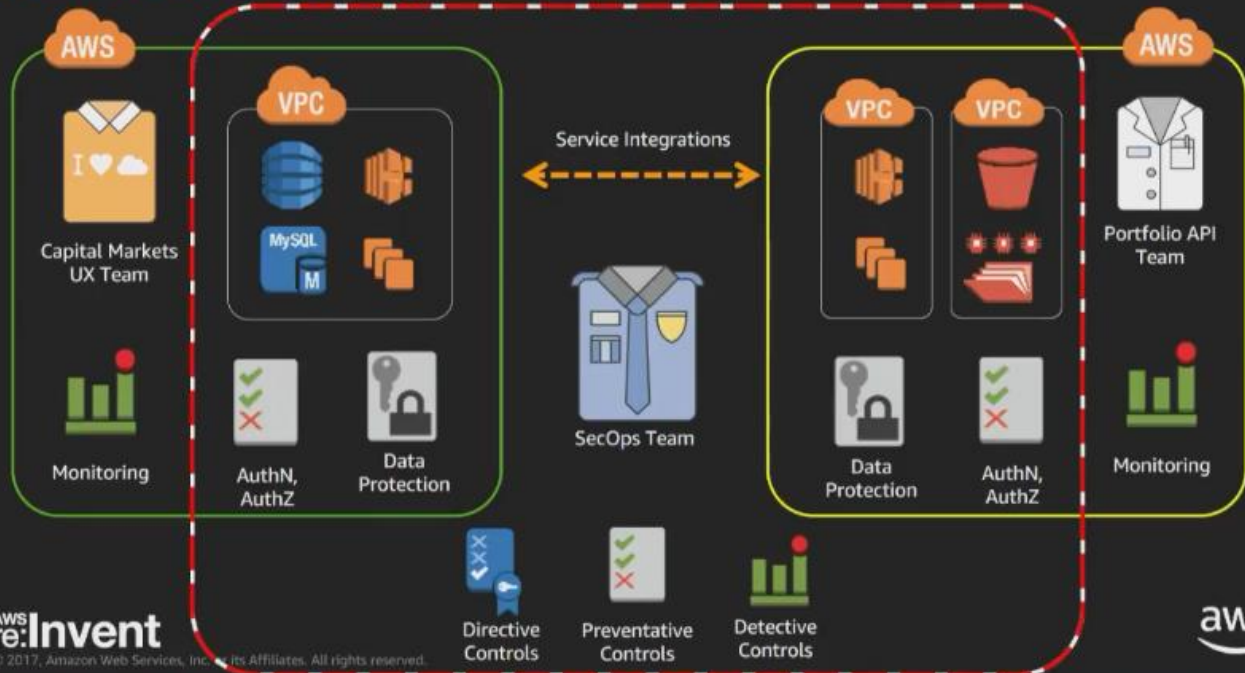 AWS
AWS
VPC
VPC
VPC
I
Service Integrations
MySQL
M
Capital Markets
UX Team
Portfolio API
Team
SecOps Team
Monitoring
AuthN,
AuthZ
Data
Protection
Data
Protection
AuthN,
AuthZ
Monitoring
Directive
Controls
Preventative
Controls
Detective
Controls
AWS
re:Invent
© 2017, Amazon Web Services, Inc. or its Affiliates. All rights reserved.
aw